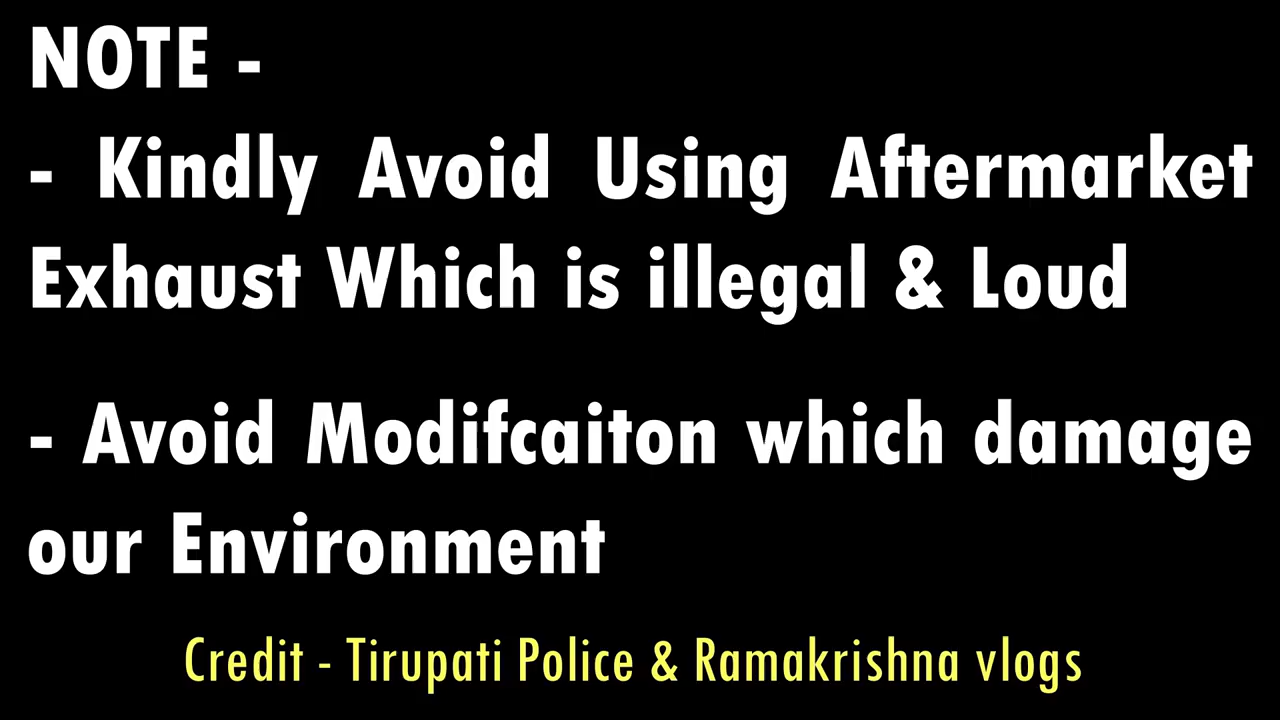 NOTE -
- Kindly Avoid Using Aftermarket
Exhaust Which is illegal & Loud
- Avoid Modifcaiton which damage
our Environment
Credit - Tirupati Police & Ramakrishna vlogs